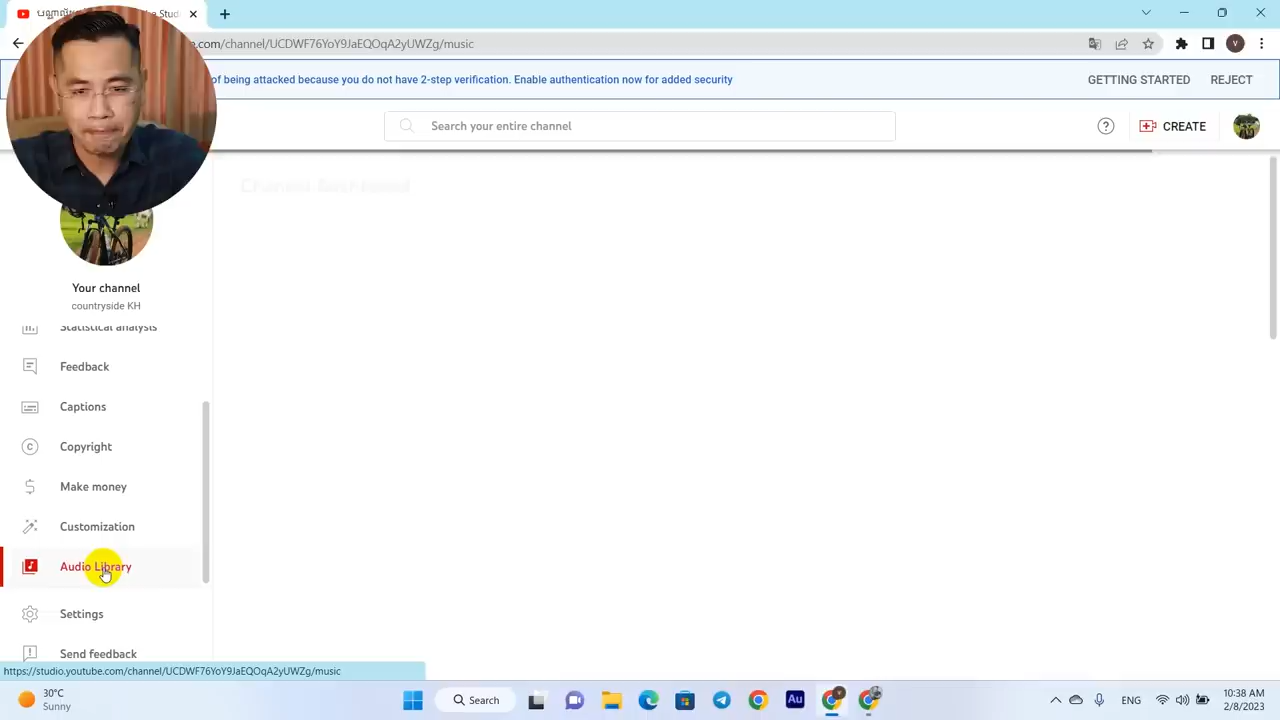 be Stud
e.com/channel/UCDWF76YoY9JaEQOqA2yUWZg/music
of being attacked because you do not have 2-step verification. Enable authentication now for added security
GETTING STARTED
REJECT
Search your entire channel
CREATE
Your channel
countryside KH
Statistical analysis
Feedback
Captions
Copyright
Make money
Customization
Audio Library
Settings
Send feedback
https://studio.youtube.com/channel/UCDWF76YoY9JaEQOqA2yUWZg/music
30°C
Sunny
Search
Au
ENG
10:38 AM
2/8/2023